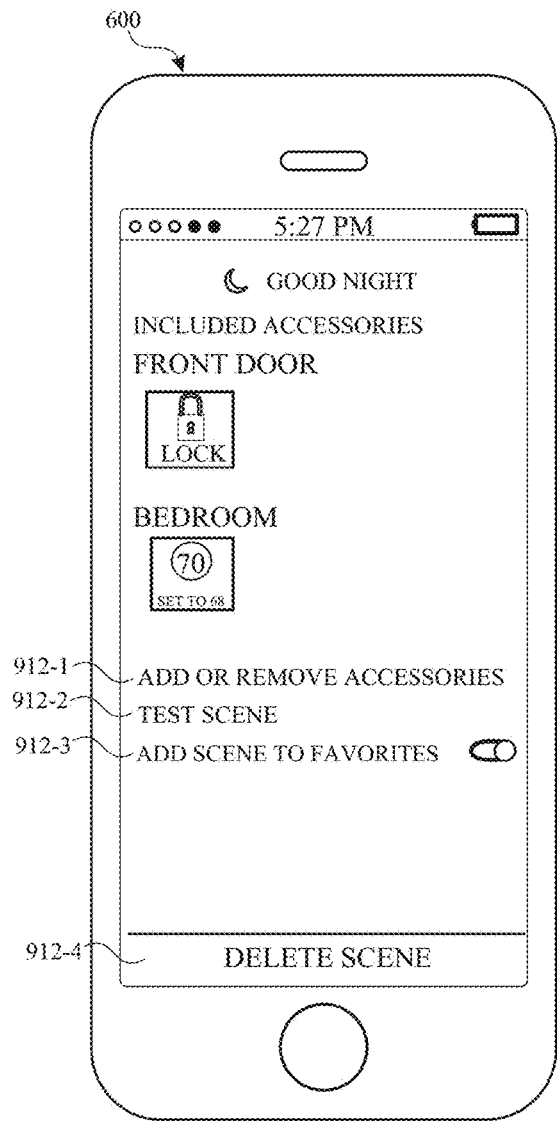 600
5:27 PM
GOOD NIGHT
INCLUDED ACCESSORIES
FRONT DOOR
LOCK
BEDROOM
70
SET TO 68
912-1
ADD OR REMOVE ACCESSORIES
912-2
TEST SCENE
912-3
ADD SCENE TO FAVORITES
912-4
DELETE SCENE